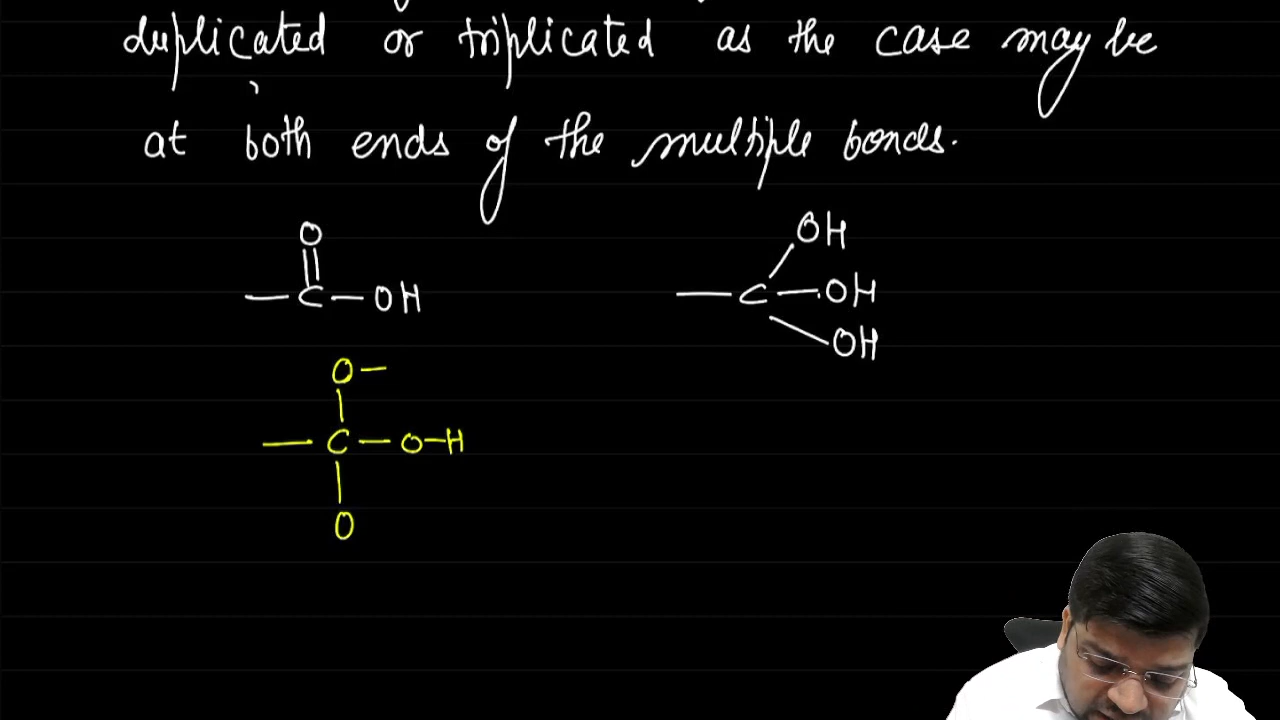 duplicated or triplicated as the case may be
at both ends of the multiple bonds.
O OH
— C — OH — C — OH
OH
O —
— C — O — H
O